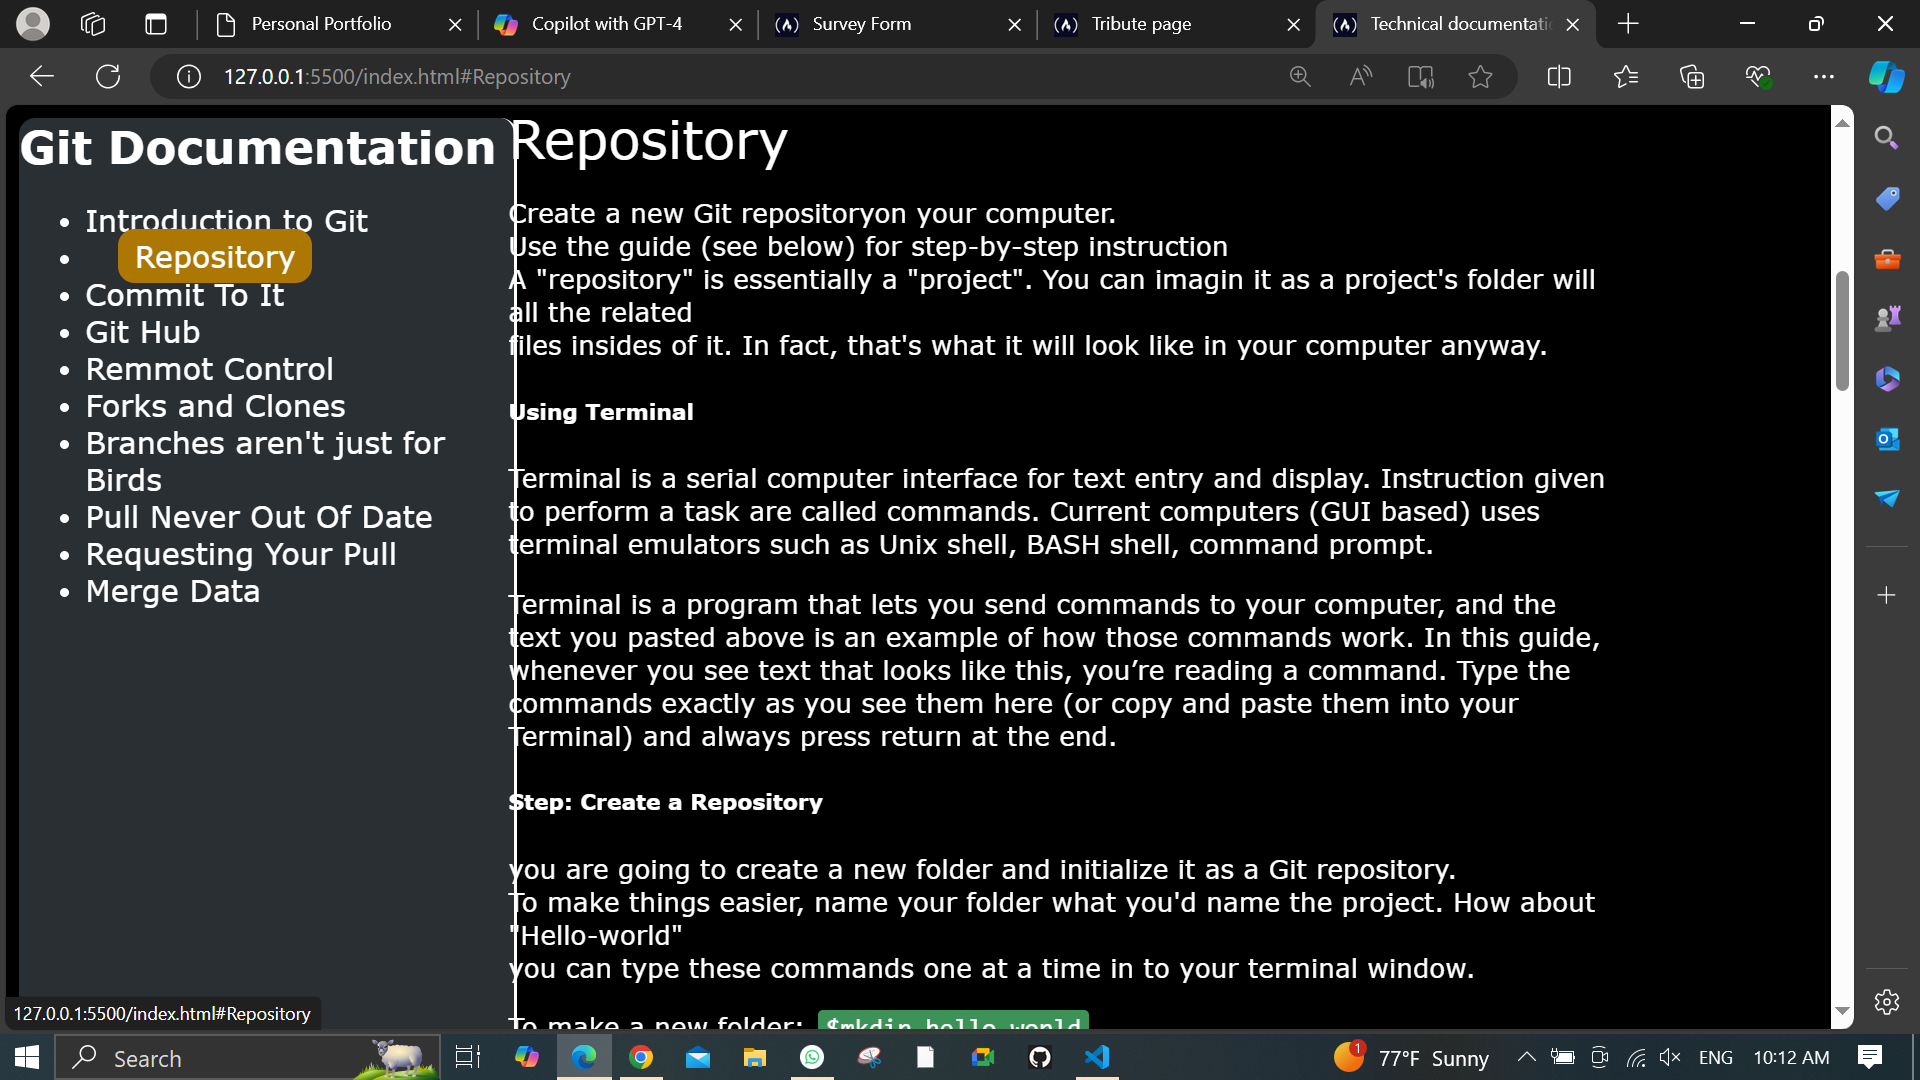 Personal Portfolio
Copilot with GPT-4
Survey Form
Tribute page
Technical documentati
127.0.0.1:5500/index.html#Repository
Git Documentation
Introduction to Git
Repository
Commit To It
Git Hub
Remmot Control
Forks and Clones
Branches aren't just for
Birds
Pull Never Out Of Date
Requesting Your Pull
Merge Data
Repository
Create a new Git repositoryon your computer.
Use the guide (see below) for step-by-step instruction
A "repository" is essentially a "project". You can imagin it as a project's folder will
all the related
files insides of it. In fact, that's what it will look like in your computer anyway.
Using Terminal
Terminal is a serial computer interface for text entry and display. Instruction given
to perform a task are called commands. Current computers (GUI based) uses
terminal emulators such as Unix shell, BASH shell, command prompt.
Terminal is a program that lets you send commands to your computer, and the
text you pasted above is an example of how those commands work. In this guide,
whenever you see text that looks like this, you’re reading a command. Type the
commands exactly as you see them here (or copy and paste them into your
Terminal) and always press return at the end.
Step: Create a Repository
you are going to create a new folder and initialize it as a Git repository.
To make things easier, name your folder what you'd name the project. How about
"Hello-world"
you can type these commands one at a time in to your terminal window.
To make a new folder: $mkdir hello world
127.0.0.1:5500/index.html#Repository
Search
1
77°F Sunny
ENG
10:12 AM